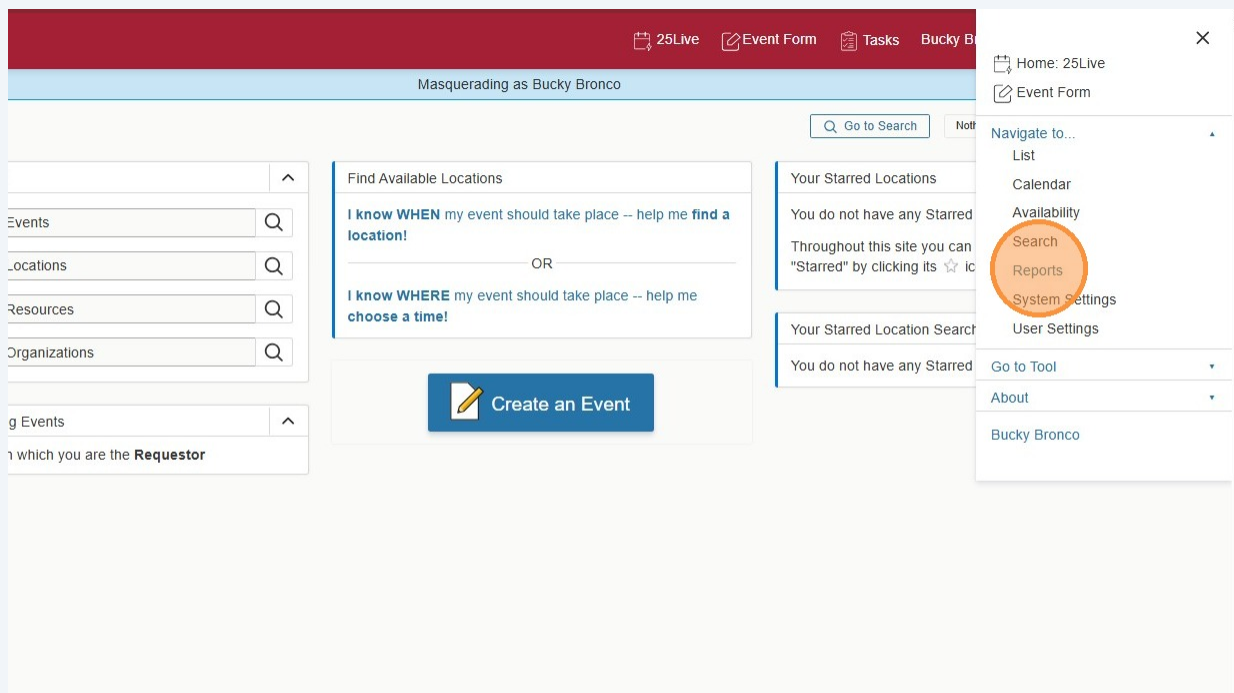 25Live
Event Form
Tasks
Bucky Br
Masquerading as Bucky Bronco
Go to Search
Noth
Events
Locations
Resources
Organizations
g Events
which you are the Requestor
Find Available Locations
I know WHEN my event should take place -- help me find a
location!
OR
I know WHERE my event should take place -- help me
choose a time!
Create an Event
Your Starred Locations
You do not have any Starred
Throughout this site you can
"Starred" by clicking its ic
Your Starred Location Search
You do not have any Starred
Home: 25Live
Event Form
Navigate to...
List
Calendar
Availability
Search
Reports
System Settings
User Settings
Go to Tool
About
Bucky Bronco